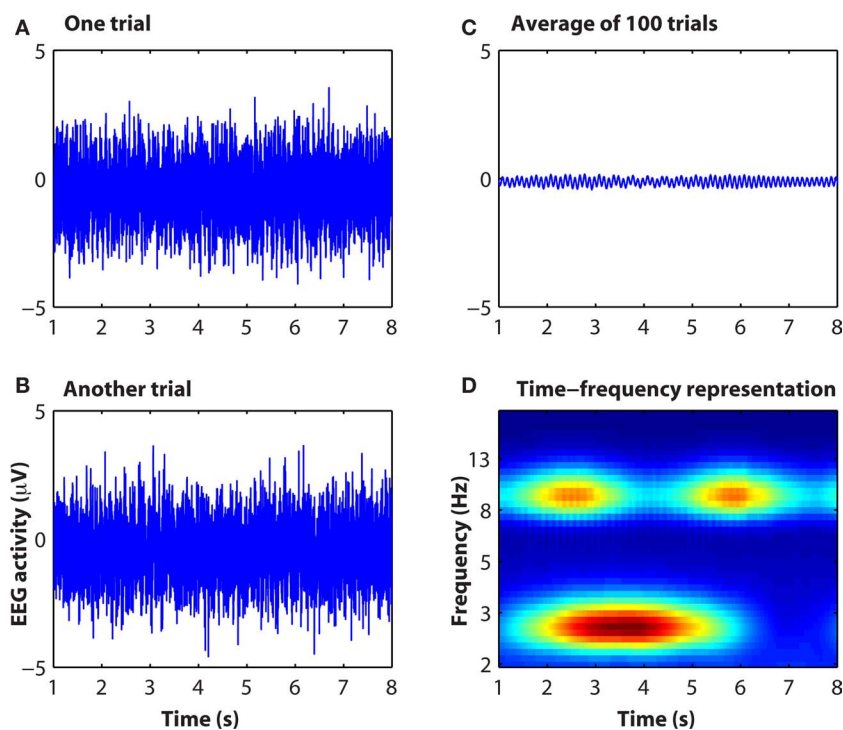 A One trial
5
0
−5
1 2 3 4 5 6 7 8
B Another trial
5
0
−5
EEG activity (μV)
1 2 3 4 5 6 7 8
Time (s)
C Average of 100 trials
5
0
−5
1 2 3 4 5 6 7 8
D Time−frequency representation
13
8
5
3
2
Frequency (Hz)
1 2 3 4 5 6 7 8
Time (s)